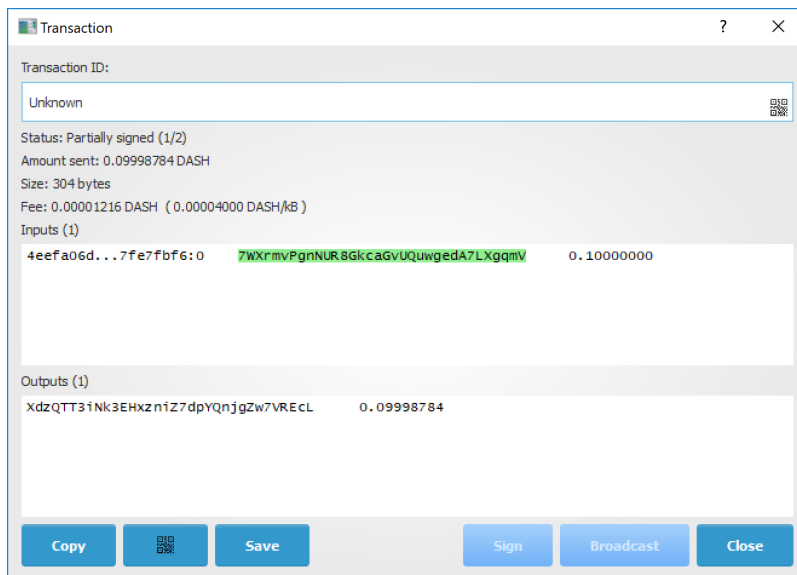 Transaction
?
Transaction ID:
Unknown
Status: Partially signed (1/2)
Amount sent: 0.09998784 DASH
Size: 304 bytes
Fee: 0.00001216 DASH ( 0.00004000 DASH/kB )
Inputs (1)
4eefa06d...7fe7fbf6:0 7WXrmvPgnNUR8GkcaGvUQuwgedA7LXgqmV 0.10000000
Outputs (1)
XdzQTT3iNk3EHxzniZ7dpYQnjgZw7VREcL 0.09998784
Copy Save Sign Broadcast Close